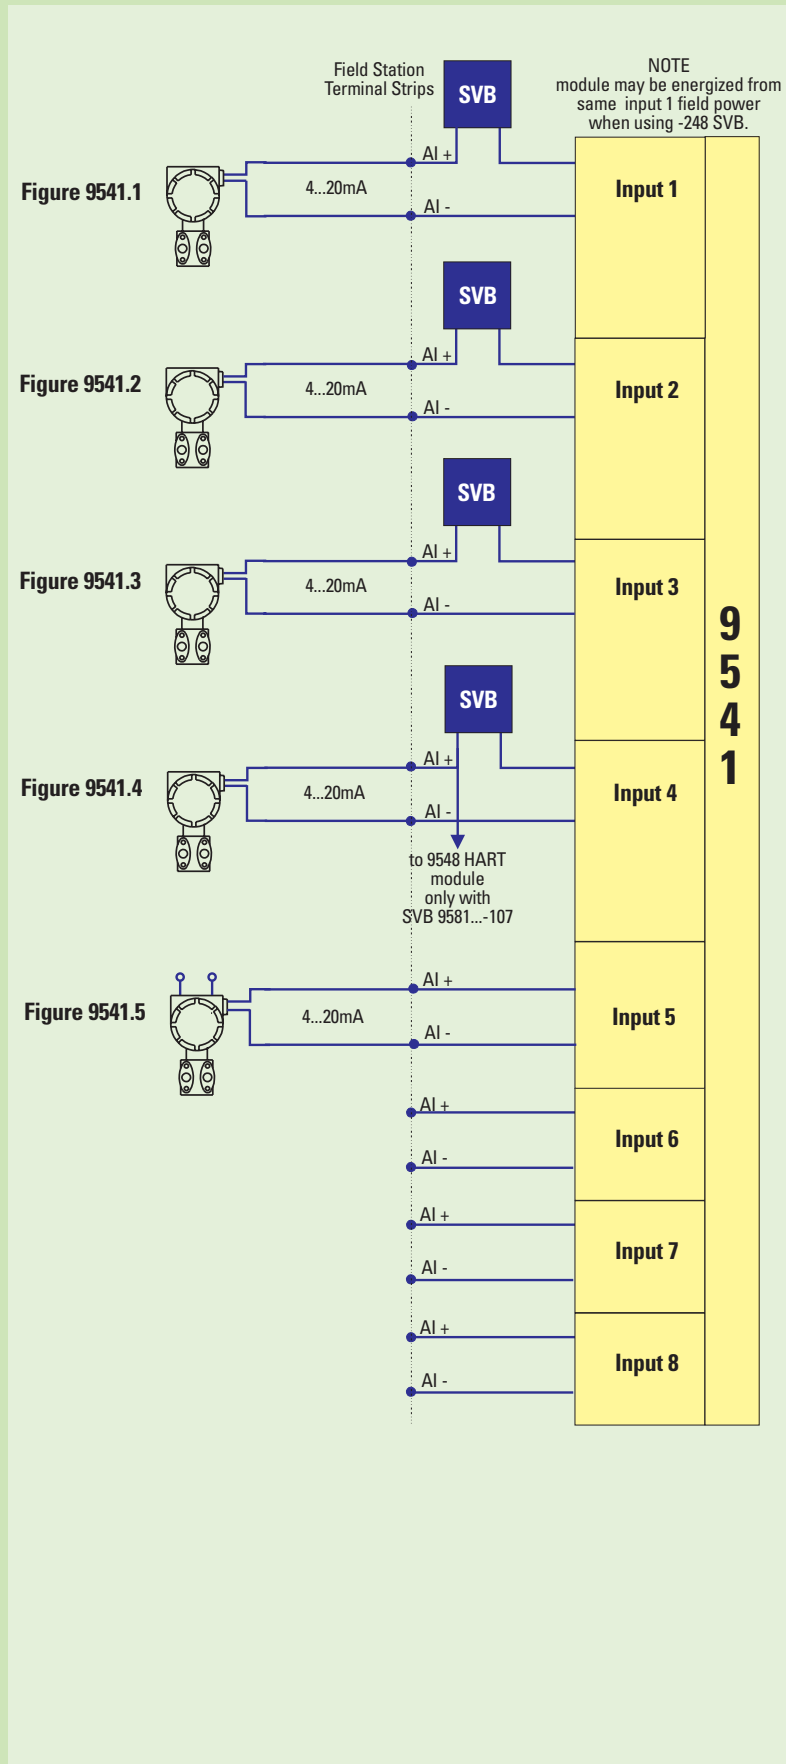 Field Station
Terminal Strips
SVB
NOTE
module may be energized from
same input 1 field power
when using -248 SVB.
Figure 9541.1
4...20mA
AI +
AI -
Input 1
SVB
Figure 9541.2
4...20mA
AI +
AI -
Input 2
SVB
Figure 9541.3
4...20mA
AI +
AI -
Input 3
9
5
4
1
SVB
Figure 9541.4
4...20mA
AI +
AI -
Input 4
to 9548 HART
module
only with
SVB 9581...-107
Figure 9541.5
4...20mA
AI +
AI -
Input 5
AI +
AI -
Input 6
AI +
AI -
Input 7
AI +
AI -
Input 8